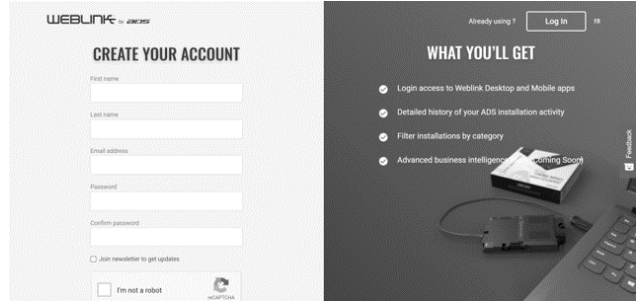 WEBLINK by ADS
Already using ?
Log In
FR
CREATE YOUR ACCOUNT
First name
Last name
Email address
Password
Confirm password
Join newsletter to get updates
I'm not a robot
reCAPTCHA
WHAT YOU'LL GET
Login access to Weblink Desktop and Mobile apps
Detailed history of your ADS installation activity
Filter installations by category
Advanced business intelligence Coming Soon
Feedback